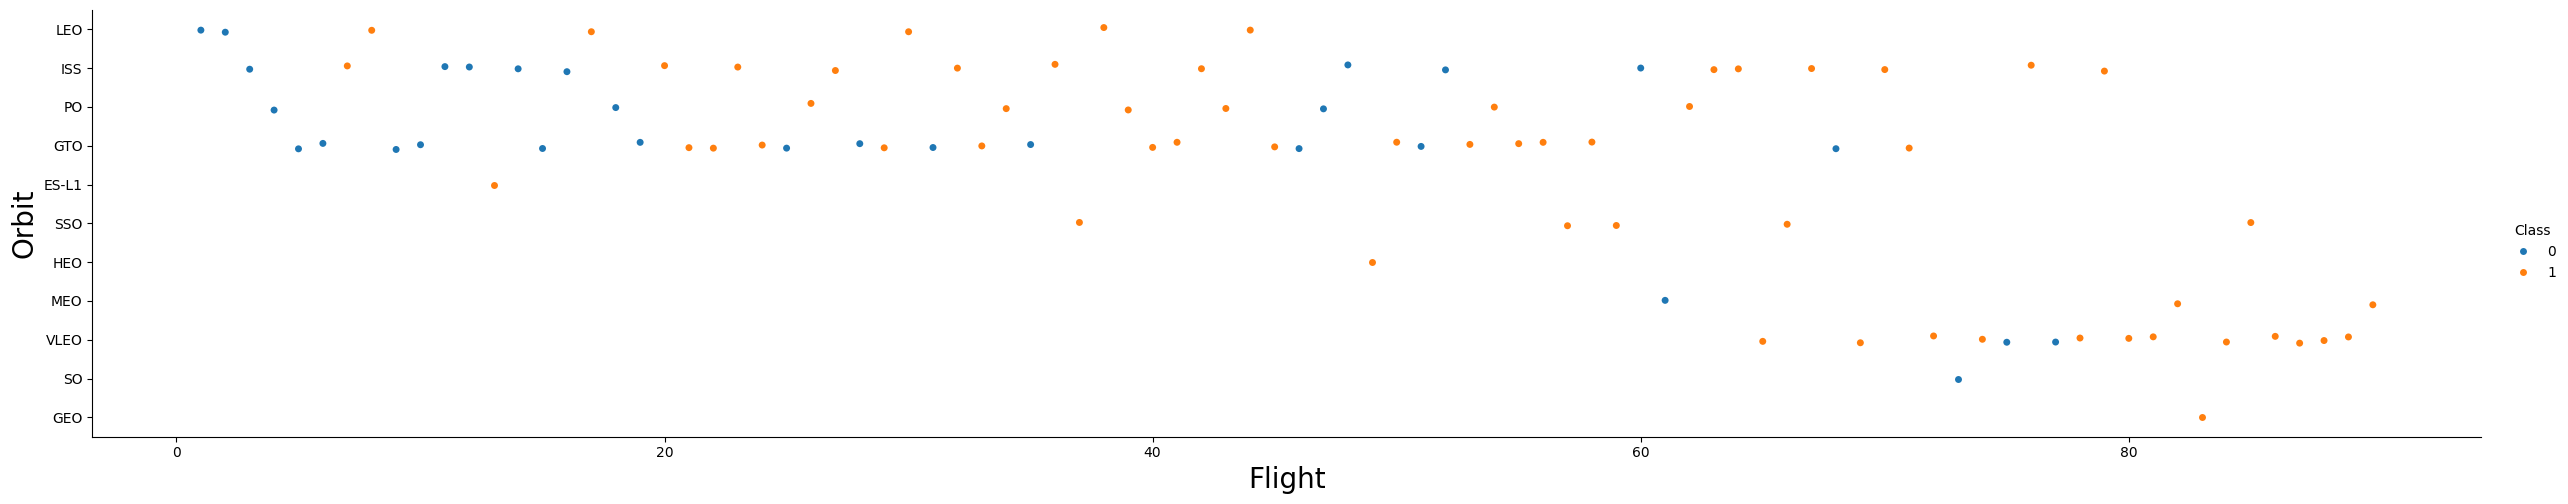 LEO
ISS
PO
GTO
ES-L1
SSO
HEO
MEO
VLEO
SO
GEO
Orbit
0 20 40 60 80
Flight
Class
0
1